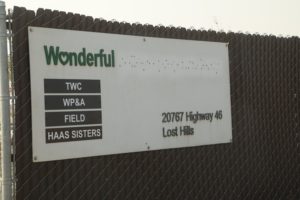 Wonderful
TWC
WP&A
FIELD
HAAS SISTERS
20767 Highway 46
Lost Hills